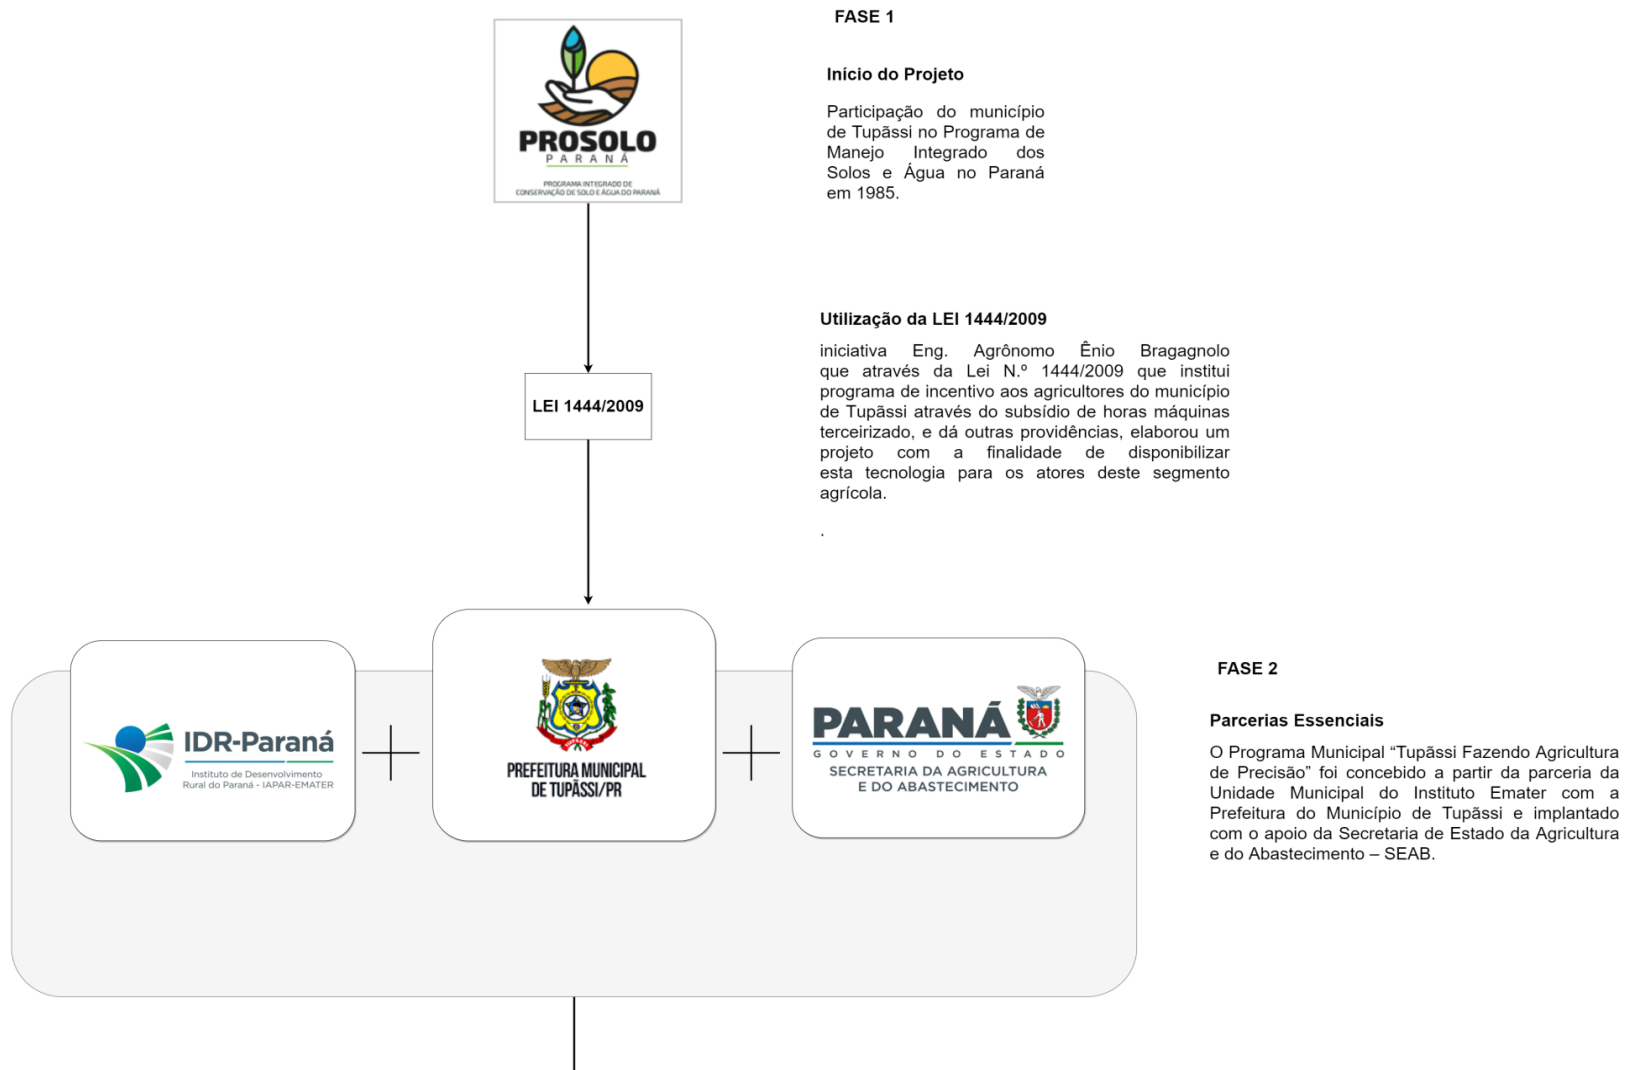 FASE 1
PROSOLO
PARANÁ
PROGRAMA INTEGRADO DE
CONSERVAÇÃO DE SOLO E ÁGUA DO PARANÁ
Início do Projeto
Participação do município
de Tupãssi no Programa de
Manejo Integrado dos
Solos e Água no Paraná
em 1985.
LEI 1444/2009
Utilização da LEI 1444/2009
iniciativa Eng. Agrônomo Ênio Bragagnolo
que através da Lei N.º 1444/2009 que institui
programa de incentivo aos agricultores do município
de Tupãssi através do subsídio de horas máquinas
terceirizado, e dá outras providências, elaborou um
projeto com a finalidade de disponibilizar
esta tecnologia para os atores deste segmento
agrícola.
.
IDR-Paraná
Instituto de Desenvolvimento
Rural do Paraná - IAPAR-EMATER
PREFEITURA MUNICIPAL
DE TUPÃSSI/PR
PARANÁ
GOVERNO DO ESTADO
SECRETARIA DA AGRICULTURA
E DO ABASTECIMENTO
FASE 2
Parcerias Essenciais
O Programa Municipal “Tupãssi Fazendo Agricultura
de Precisão” foi concebido a partir da parceria da
Unidade Municipal do Instituto Emater com a
Prefeitura do Município de Tupãssi e implantado
com o apoio da Secretaria de Estado da Agricultura
e do Abastecimento – SEAB.